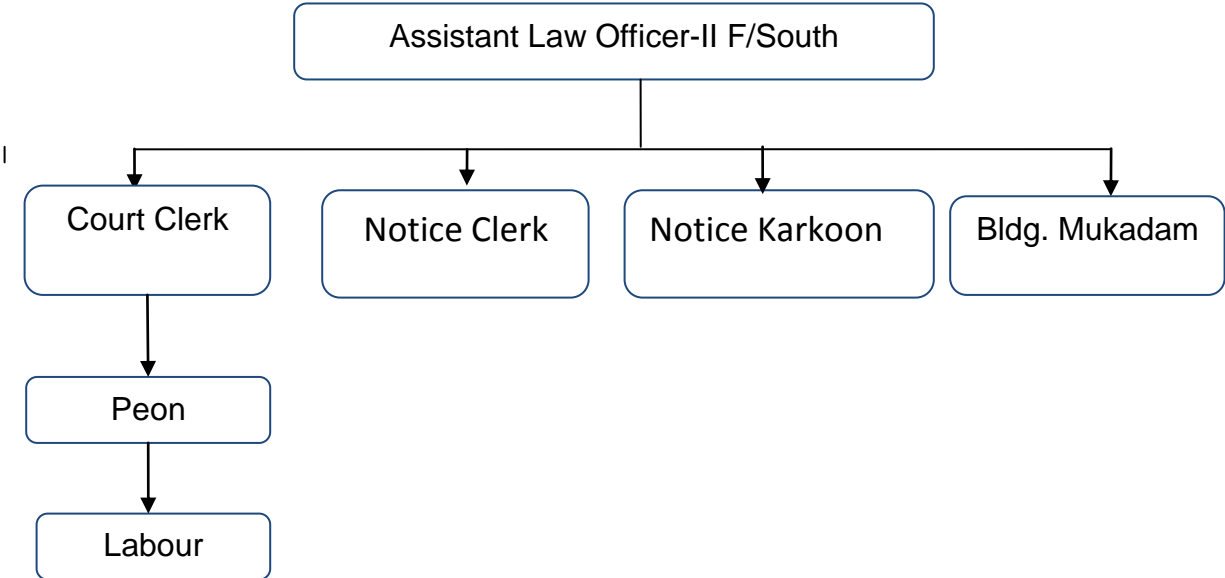 Assistant Law Officer-II F/South
Court Clerk
Notice Clerk
Notice Karkoon
Bldg. Mukadam
Peon
Labour